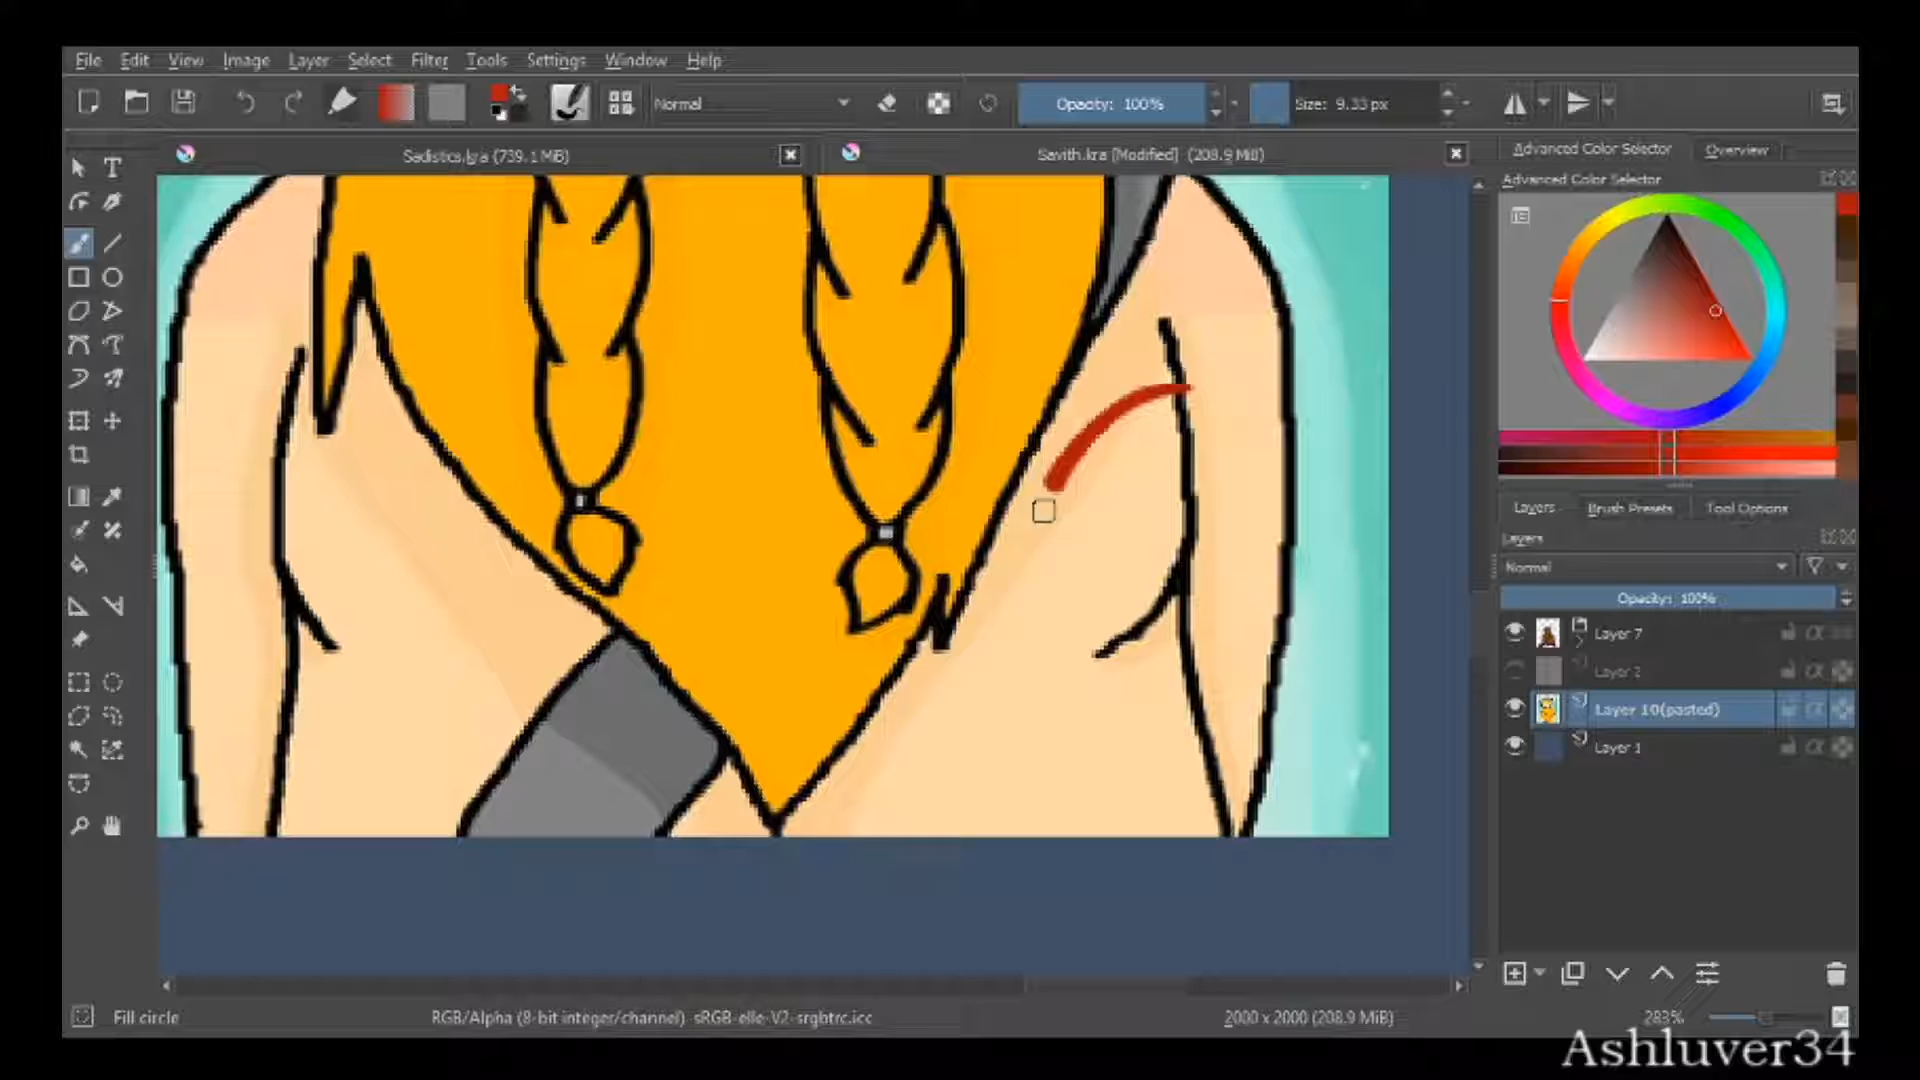 File Edit View Image Layer Select Filter Tools Settings Window Help
Normal Opacity: 100% Size: 9.33 px
Sadistics.kra (739.1 MiB) Savith.kra [Modified] (208.9 MiB)
Advanced Color Selector Overview
Advanced Color Selector
Layers Brush Presets Tool Options
Layers
Normal
Opacity: 100%
Layer 7
Layer 2
Layer 10(pasted)
Layer 1
Fill circle RGB/Alpha (8-bit integer/channel) sRGB-elle-V2-srgbtrc.icc 2000 x 2000 (208.9 MiB) 283%
Ashluver34